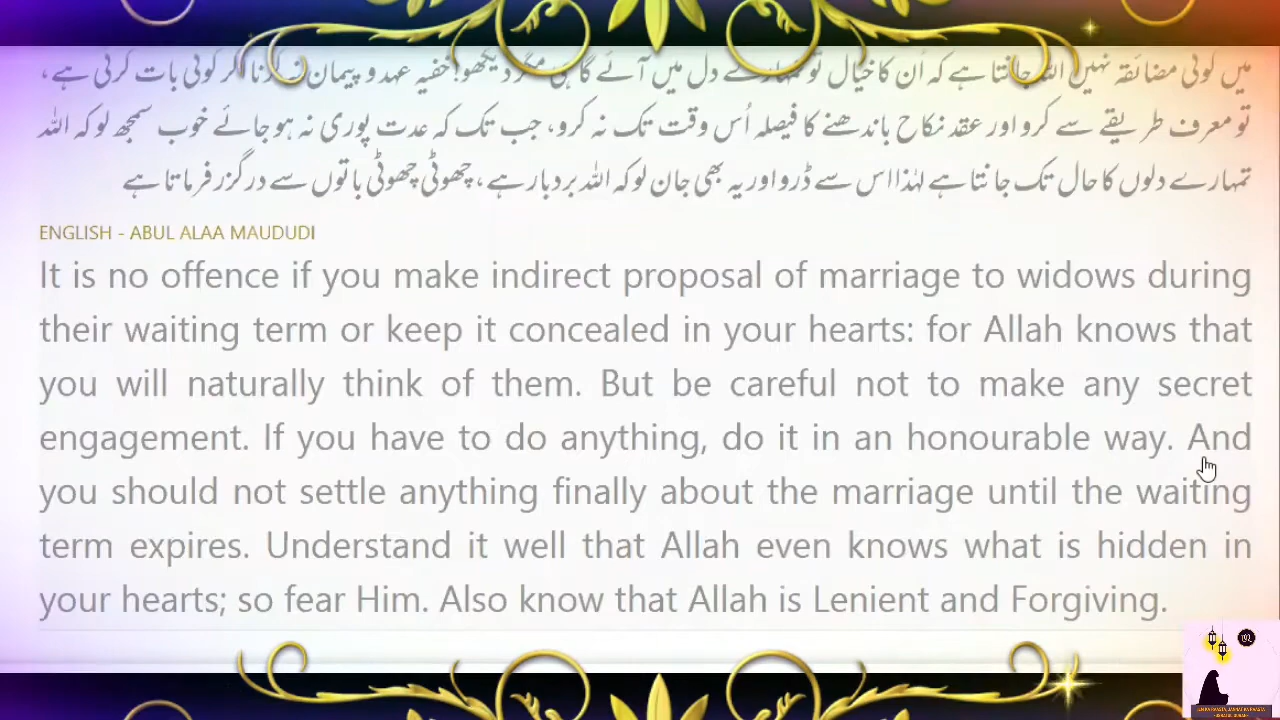 میں کوئی مضائقہ نہیں اللہ جانتا ہے کہ اُن کا خیال تو تمہارے دل میں آئے گا ہی مگر دیکھو! خفیہ عہد و پیمان نہ کرنا اگر کوئی بات کرنی ہے،
تو معرف طریقے سے کرو اور عقد نکاح باندھنے کا فیصلہ اُس وقت تک نہ کرو، جب تک کہ عدت پوری نہ ہو جائے خوب سمجھ لو کہ اللہ
تمہارے دلوں کا حال تک جانتا ہے لہٰذا اس سے ڈرو اور یہ بھی جان لو کہ اللہ بردبار ہے، چھوٹی چھوٹی باتوں سے درگزر فرماتا ہے
ENGLISH - ABUL ALAA MAUDUDI
It is no offence if you make indirect proposal of marriage to widows during
their waiting term or keep it concealed in your hearts: for Allah knows that
you will naturally think of them. But be careful not to make any secret
engagement. If you have to do anything, do it in an honourable way. And
you should not settle anything finally about the marriage until the waiting
term expires. Understand it well that Allah even knows what is hidden in
your hearts; so fear Him. Also know that Allah is Lenient and Forgiving.